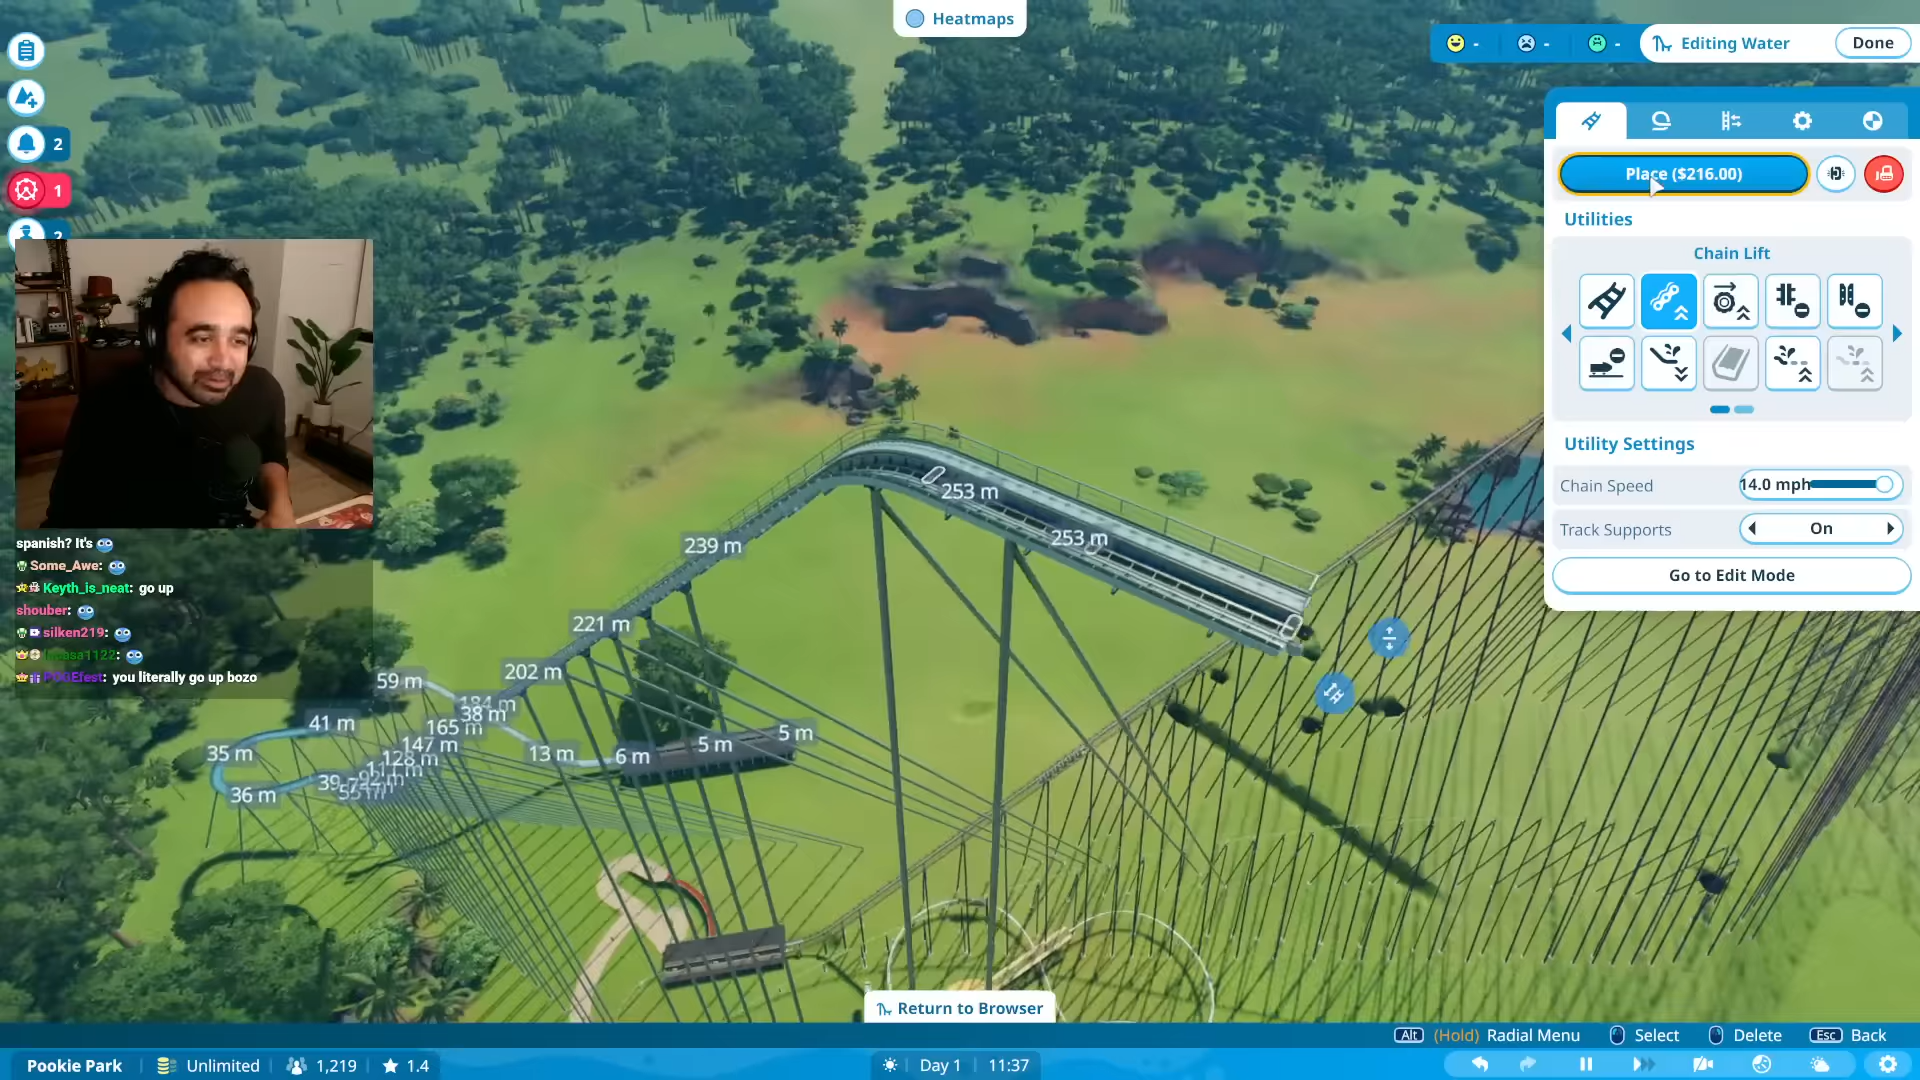 Heatmaps
- - - Editing Water Done
2
1
2
Place ($216.00)
Utilities
Chain Lift
Utility Settings
Chain Speed 14.0 mph
Track Supports On
Go to Edit Mode
253 m
253 m
239 m
221 m
202 m
59 m
184 m
38 m
165 m
41 m
147 m
35 m
128 m
13 m
6 m
5 m
5 m
36 m
spanish? It's
Some_Awe:
Keyth_is_neat: go up
shouber:
silken219:
you literally go up bozo
Return to Browser
Alt (Hold) Radial Menu Select Delete Esc Back
Pookie Park Unlimited 1,219 1.4 Day 1 11:37